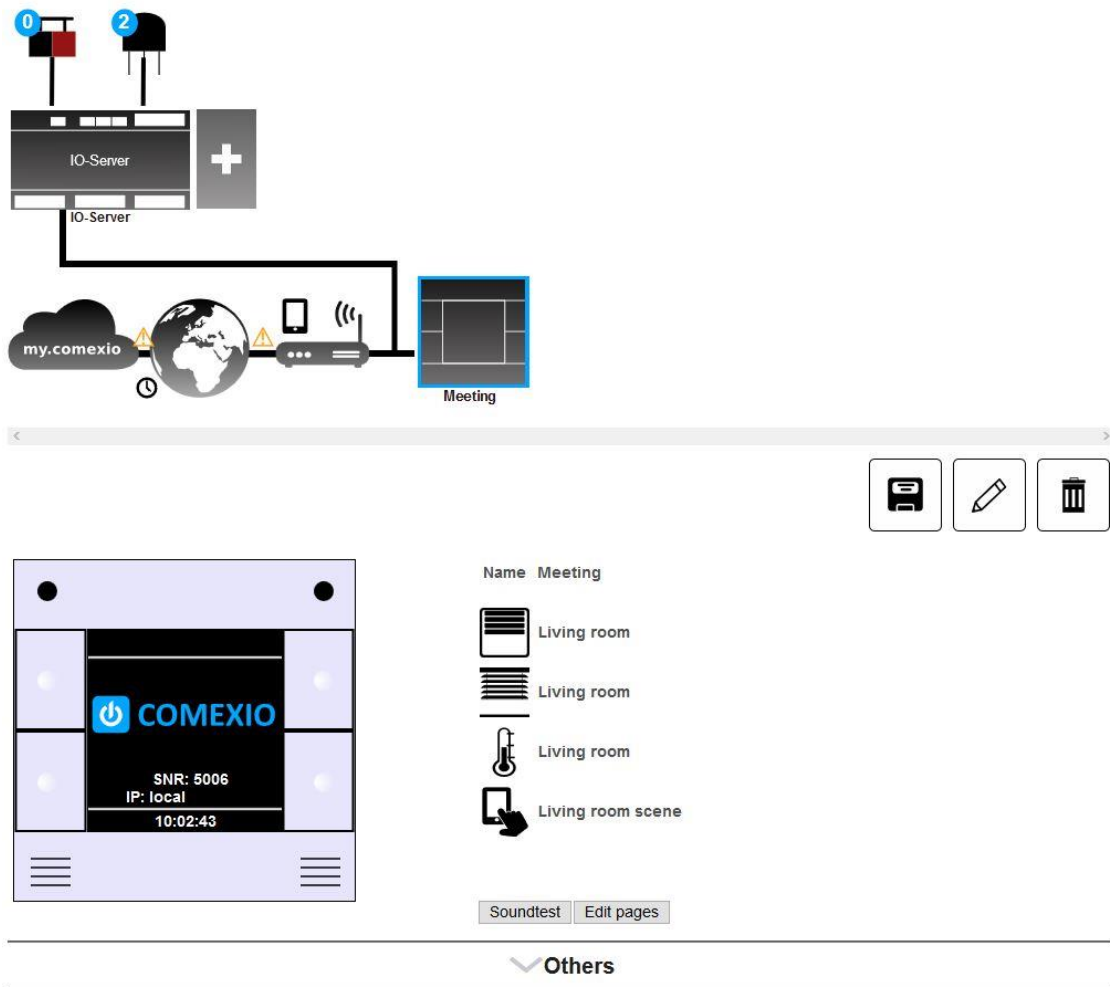 0
2
IO-Server
IO-Server
my.comexio
Meeting
Name Meeting
Living room
Living room
COMEXIO
Living room
SNR: 5006
IP: local
10:02:43
Living room scene
Soundtest Edit pages
Others